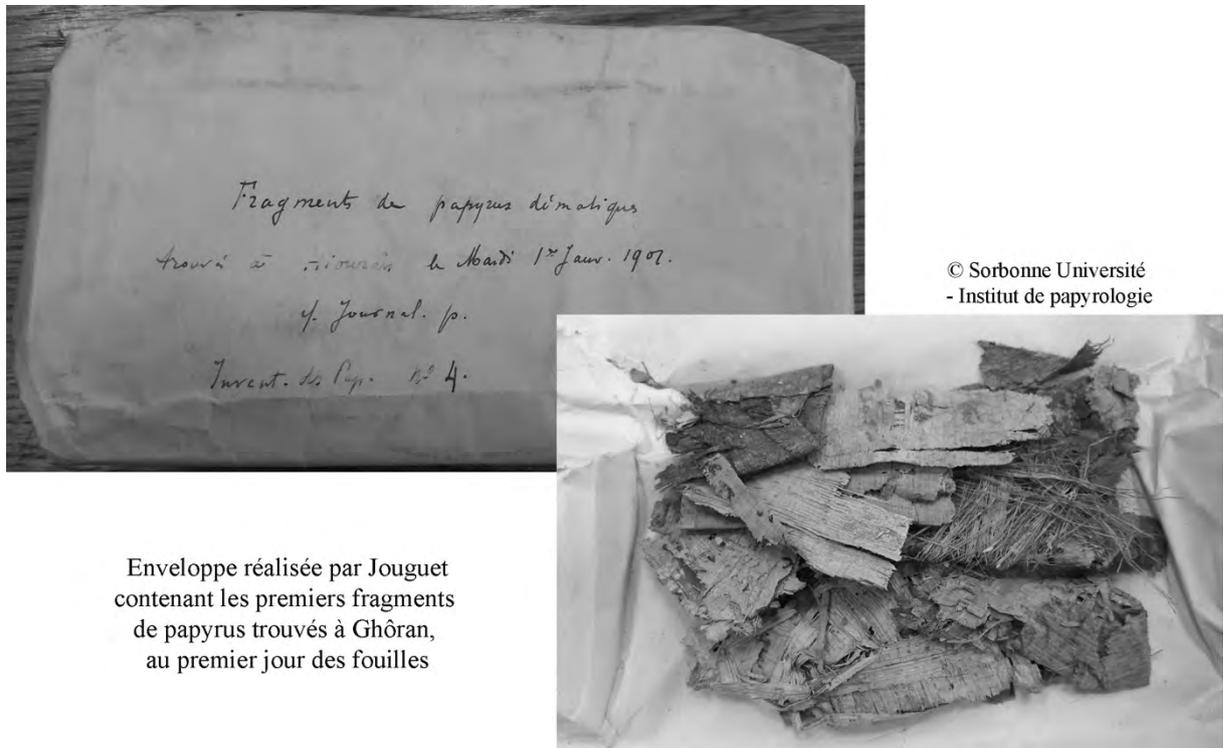 Fragments de papyrus démotiques
trouvé à le Mardi 1er Janv. 1901.
cf. Journal. p.
Invent. des Pap. No 4.
© Sorbonne Université
- Institut de papyrologie
Enveloppe réalisée par Jouguet
contenant les premiers fragments
de papyrus trouvés à Ghôran,
au premier jour des fouilles